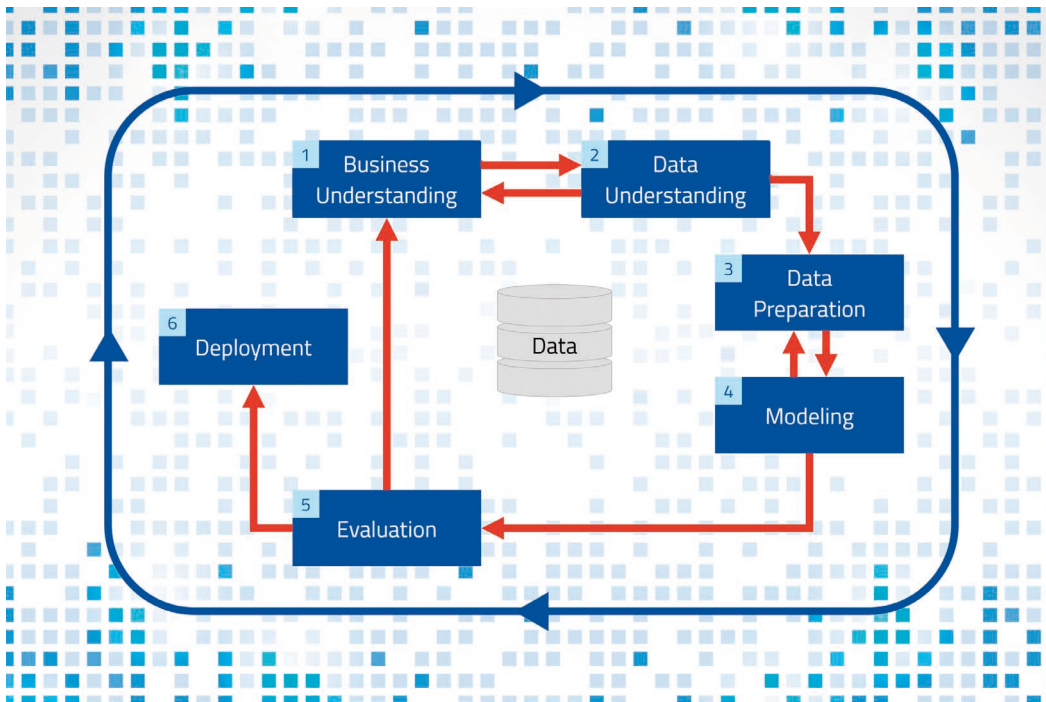 1
Business
Understanding
2
Data
Understanding
3
Data
Preparation
4
Modeling
5
Evaluation
6
Deployment
Data